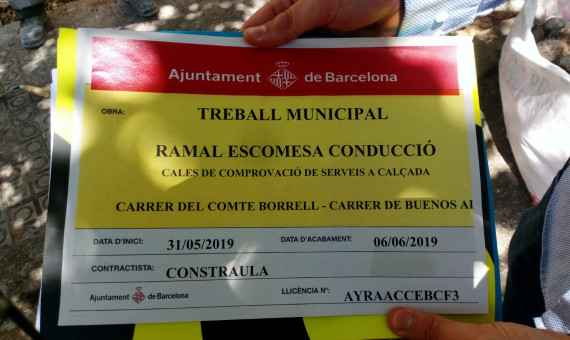 Ajuntament de Barcelona
OBRA: TREBALL MUNICIPAL
RAMAL ESCOMESA CONDUCCIÓ
CALES DE COMPROVACIÓ DE SERVEIS A CALÇADA
CARRER DEL COMTE BORRELL - CARRER DE BUENOS AI
DATA D'INICI: 31/05/2019 DATA D'ACABAMENT: 06/06/2019
CONTRACTISTA: CONSTRAULA
Ajuntament de Barcelona LLICÈNCIA Nº: AYRAACCEBCF3